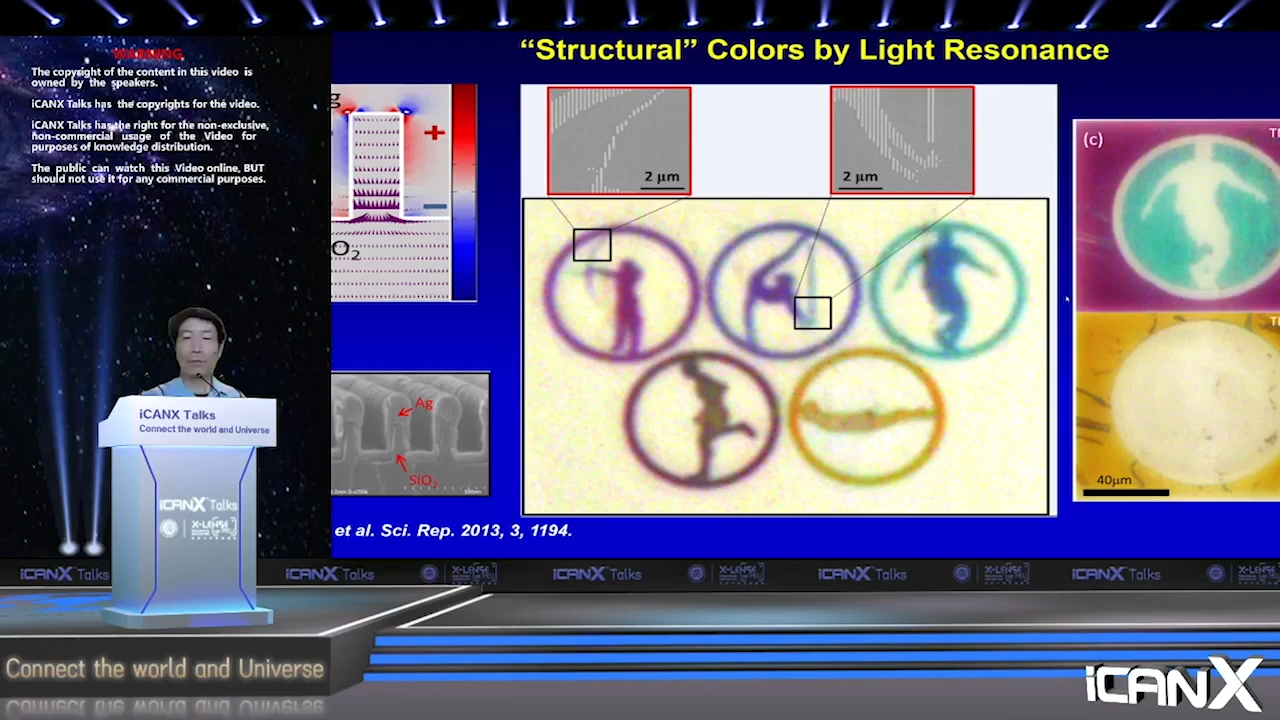 WARNING
The copyright of the content in this video is
owned by the speakers.
iCANX Talks has the copyrights for the video.
iCANX Talks has the right for the non-exclusive,
non-commercial usage of the Video for
purposes of knowledge distribution.
The public can watch this Video online, BUT
should not use it for any commercial purposes.
“Structural” Colors by Light Resonance
g
+
O₂
2 μm
2 μm
(c)
Ag
SiO₂
40μm
et al. Sci. Rep. 2013, 3, 1194.
iCANX Talks
Connect the world and Universe
iCANX Talks
X-LENSE
iCANX Talks
iCANX Talks
X-LENSE
iCANX Talks
X-LENSE
iCANX Talks
X-LENSE
iCANX Talks
Connect the world and Universe
iCANX